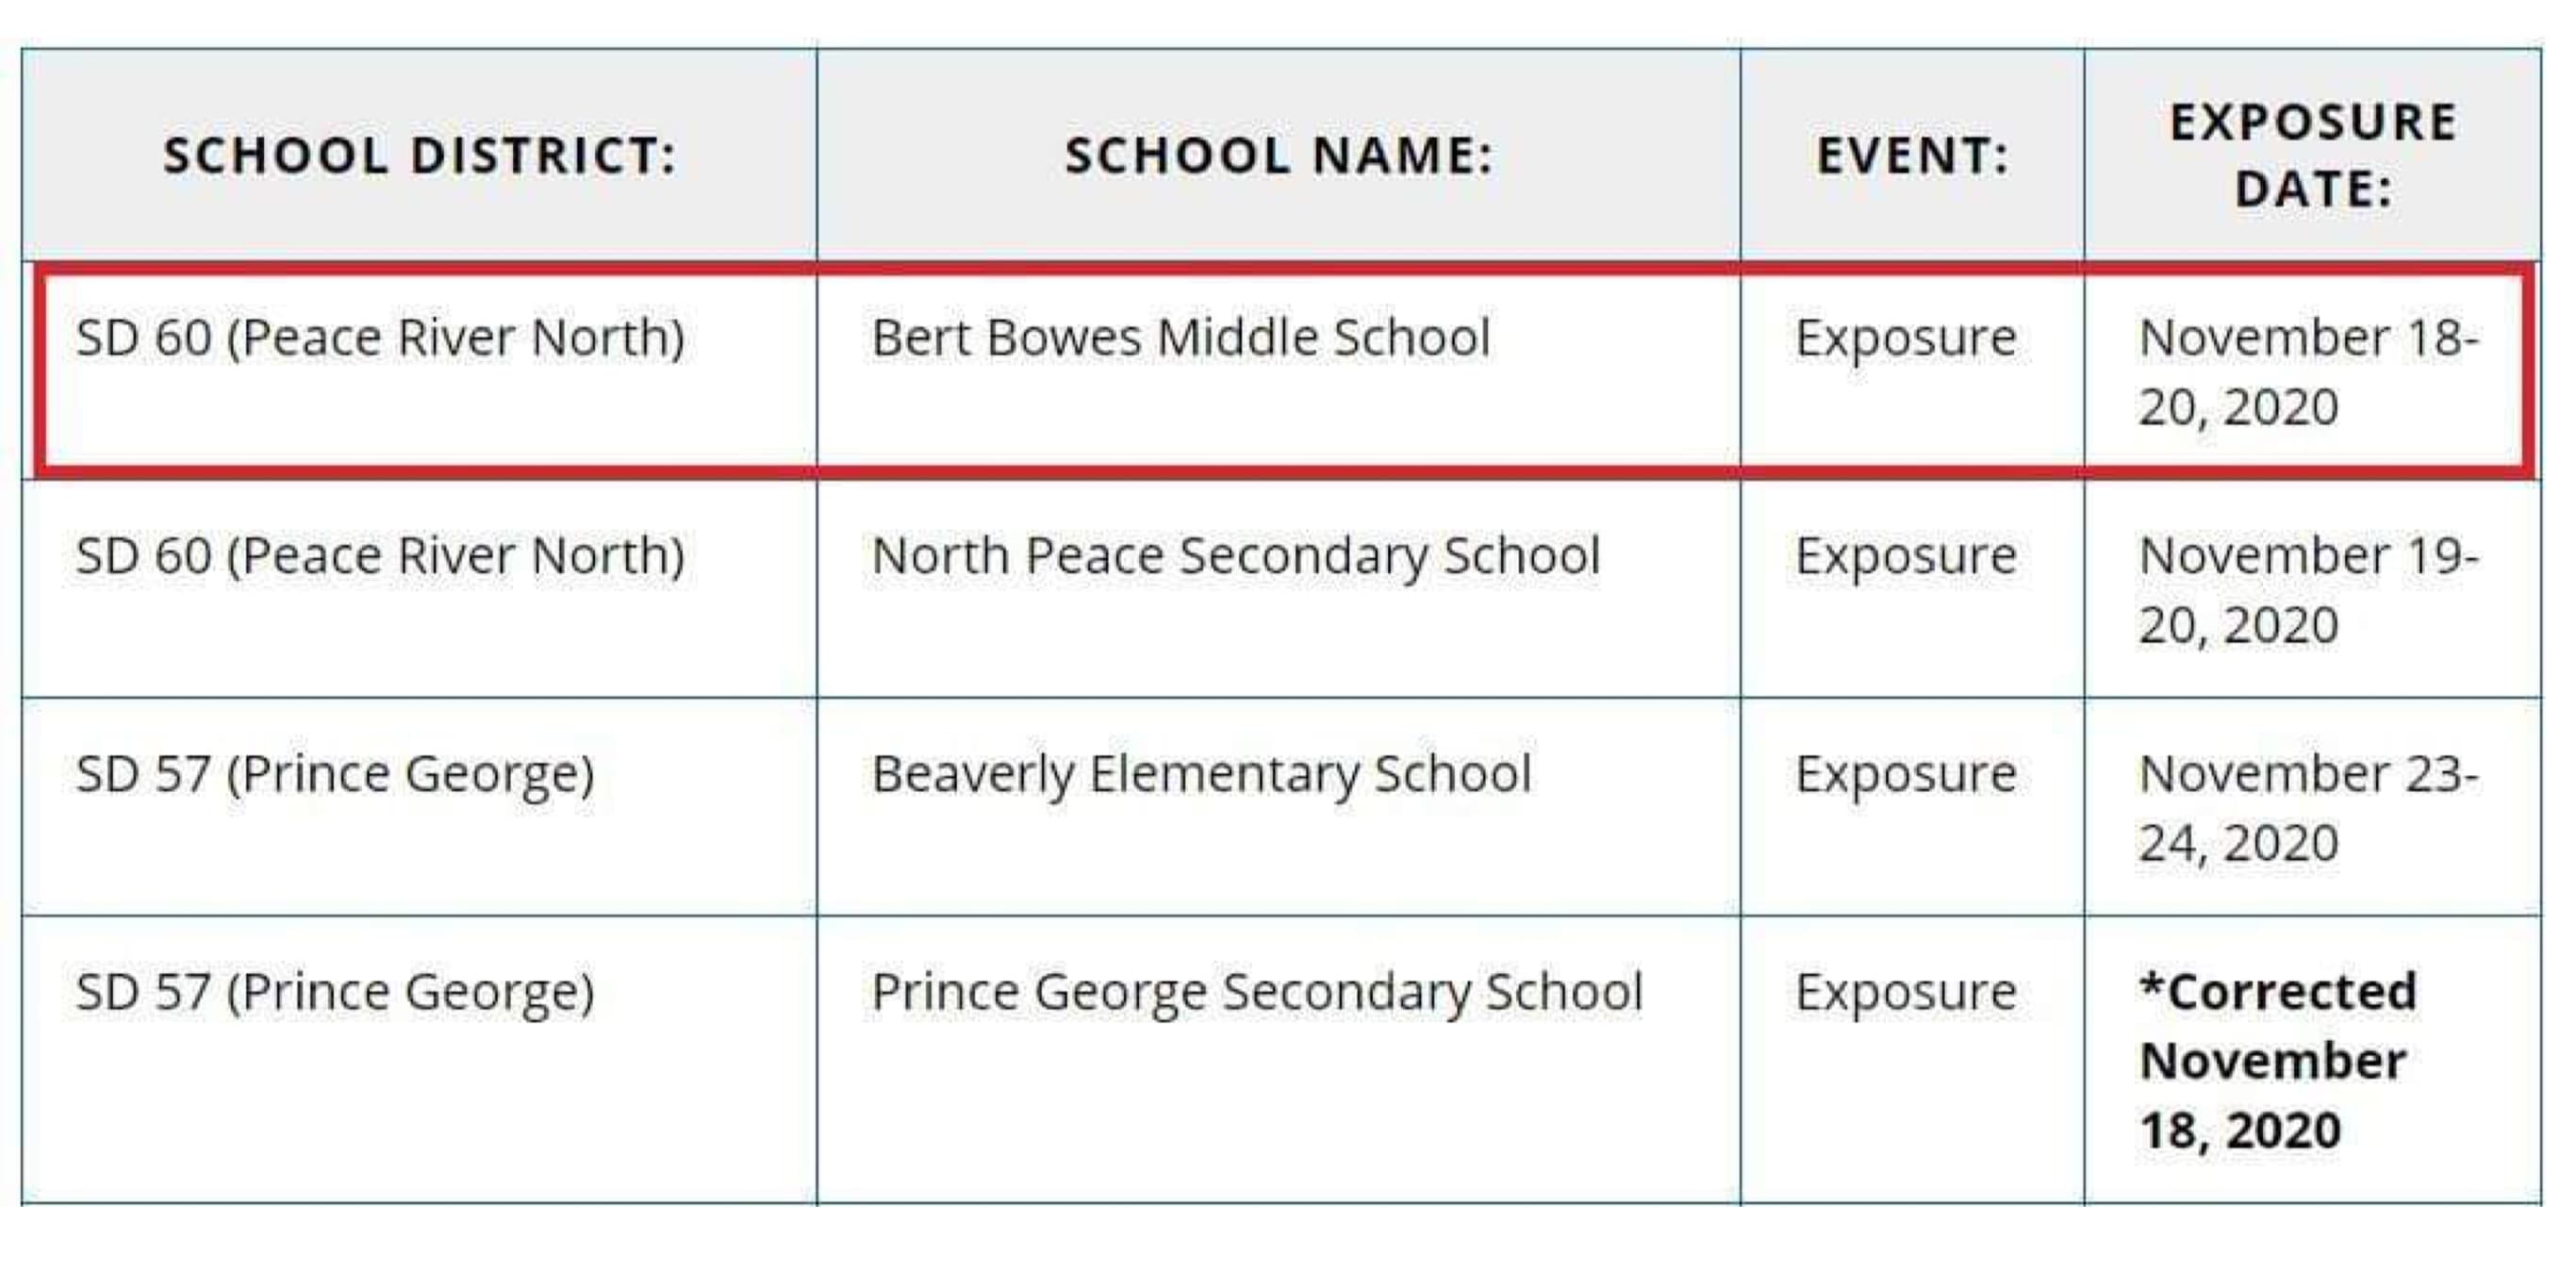 SCHOOL DISTRICT: SCHOOL NAME: EVENT: EXPOSURE DATE:
SD 60 (Peace River North) Bert Bowes Middle School Exposure November 18-
20, 2020
SD 60 (Peace River North) North Peace Secondary School Exposure November 19-
20, 2020
SD 57 (Prince George) Beaverly Elementary School Exposure November 23-
24, 2020
SD 57 (Prince George) Prince George Secondary School Exposure *Corrected
November
18, 2020